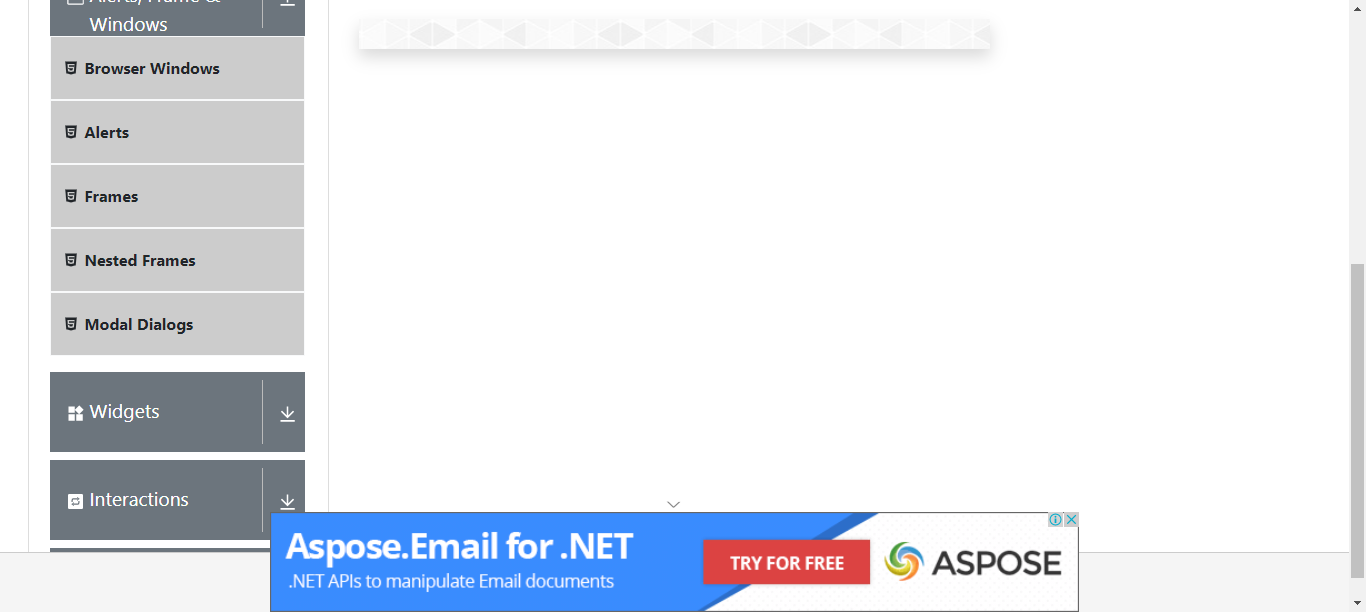 Alerts, Frame &
Windows
Browser Windows
Alerts
Frames
Nested Frames
Modal Dialogs
Widgets
Interactions
Aspose.Email for .NET
.NET APIs to manipulate Email documents
TRY FOR FREE
ASPOSE